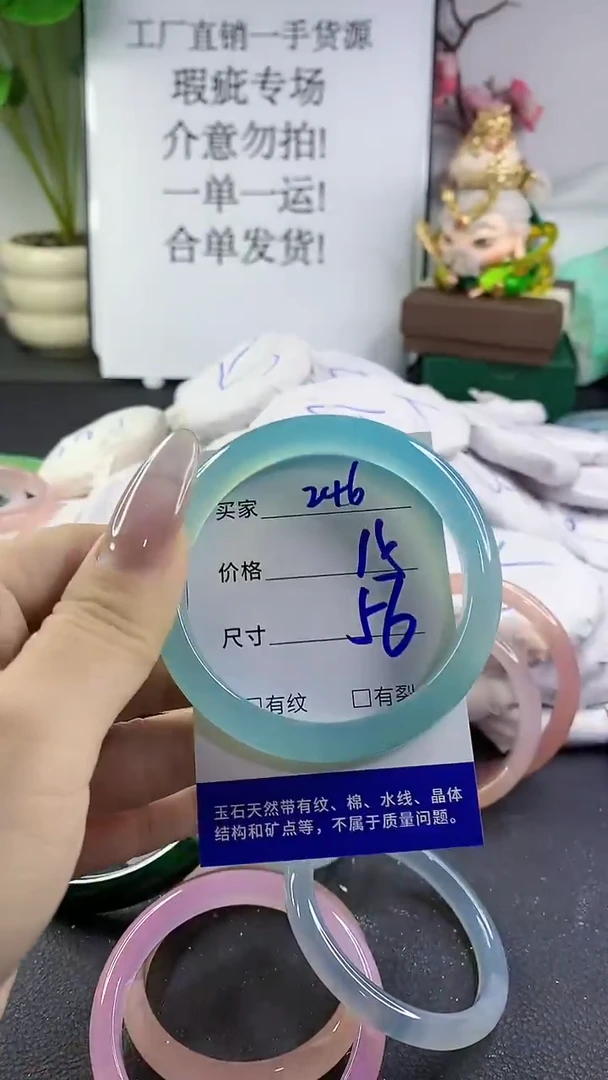 工厂直销一手货源
瑕疵专场
介意勿拍!
一单一运!
合单发货!
买家 246
价格
尺寸 56
□有纹 □有裂
玉石天然带有纹、棉、水线、晶体
结构和矿点等，不属于质量问题。